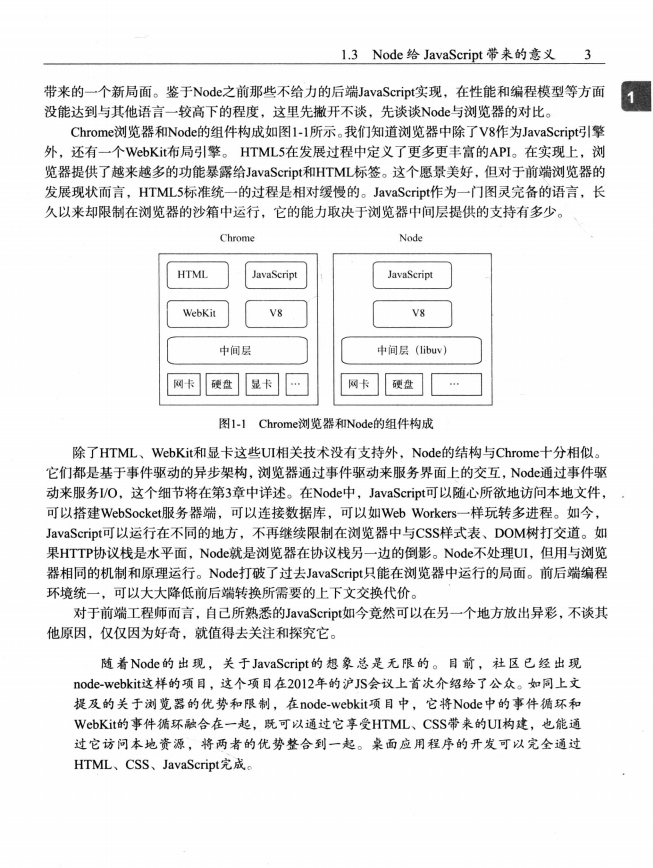 1.3 Node 给 JavaScript 带来的意义 3
1
带来的一个新局面。鉴于Node之前那些不给力的后端JavaScript实现，在性能和编程模型等方面
没能达到与其他语言一较高下的程度，这里先撇开不谈，先谈谈Node与浏览器的对比。
Chrome浏览器和Node的组件构成如图1-1所示。我们知道浏览器中除了V8作为JavaScript引擎
外，还有一个WebKit布局引擎。 HTML5在发展过程中定义了更多更丰富的API。在实现上，浏
览器提供了越来越多的功能暴露给JavaScript和HTML标签。这个愿景美好，但对于前端浏览器的
发展现状而言，HTML5标准统一的过程是相对缓慢的。JavaScript作为一门图灵完备的语言，长
久以来却限制在浏览器的沙箱中运行，它的能力取决于浏览器中间层提供的支持有多少。
Chrome Node
HTML JavaScript JavaScript
WebKit V8 V8
中间层 中间层（libuv）
网卡 硬盘 显卡 … 网卡 硬盘 …
图1-1 Chrome浏览器和Node的组件构成
除了HTML、WebKit和显卡这些UI相关技术没有支持外，Node的结构与Chrome十分相似。
它们都是基于事件驱动的异步架构，浏览器通过事件驱动来服务界面上的交互，Node通过事件驱
动来服务I/O，这个细节将在第3章中详述。在Node中，JavaScript可以随心所欲地访问本地文件，
可以搭建WebSocket服务器端，可以连接数据库，可以如Web Workers一样玩转多进程。如今，
JavaScript可以运行在不同的地方，不再继续限制在浏览器中与CSS样式表、DOM树打交道。如
果HTTP协议栈是水平面，Node就是浏览器在协议栈另一边的倒影。Node不处理UI，但用与浏览
器相同的机制和原理运行。Node打破了过去JavaScript只能在浏览器中运行的局面。前后端编程
环境统一，可以大大降低前后端转换所需要的上下文交换代价。
对于前端工程师而言，自己所熟悉的JavaScript如今竟然可以在另一个地方放出异彩，不谈其
他原因，仅仅因为好奇，就值得去关注和探究它。
随着Node的出现，关于JavaScript的想象总是无限的。目前，社区已经出现
node-webkit这样的项目，这个项目在2012年的沪JS会议上首次介绍给了公众。如同上文
提及的关于浏览器的优势和限制，在node-webkit项目中，它将Node中的事件循环和
WebKit的事件循环融合在一起，既可以通过它享受HTML、CSS带来的UI构建，也能通
过它访问本地资源，将两者的优势整合到一起。桌面应用程序的开发可以完全通过
HTML、CSS、JavaScript完成。